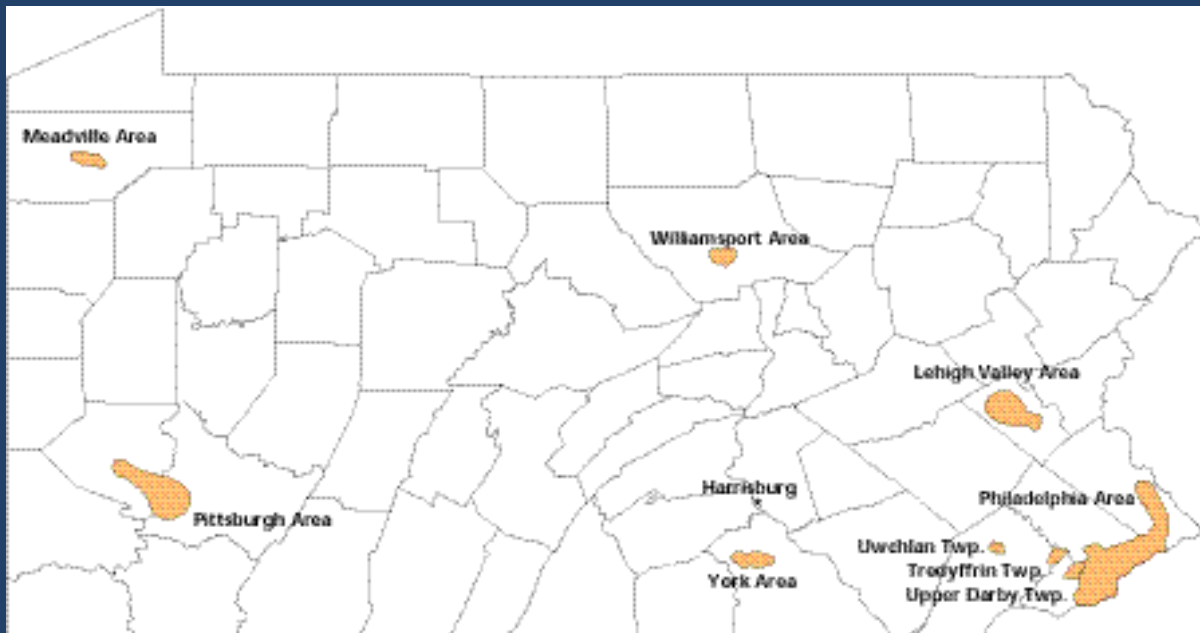 Meadville Area
Williamsport Area
Lehigh Valley Area
Harrisburg
Philadelphia Area
Pittsburgh Area
Uwchlan Twp.
Tredyffrin Twp.
York Area
Upper Darby Twp.